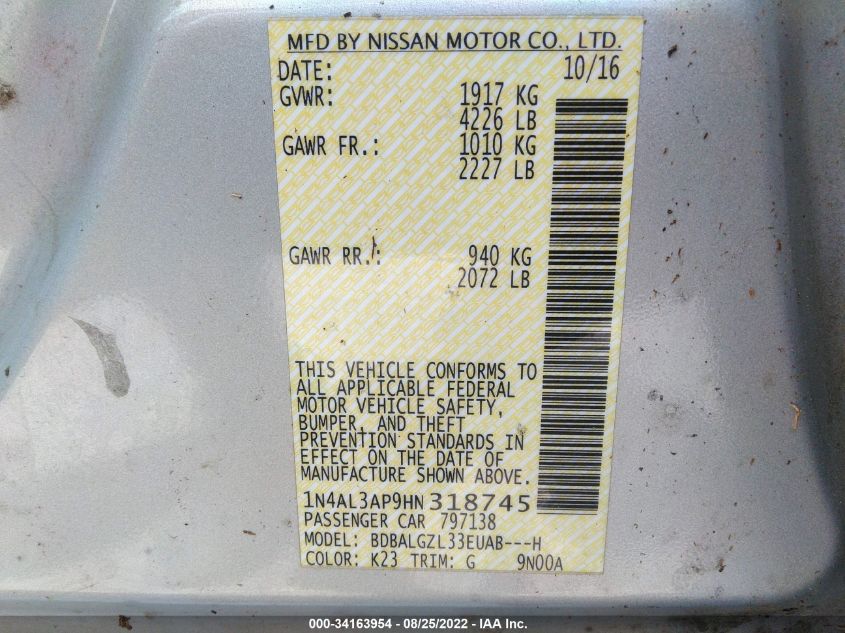 MFD BY NISSAN MOTOR CO., LTD.
DATE: 10/16
GVWR: 1917 KG
4226 LB
GAWR FR.: 1010 KG
2227 LB
GAWR RR.: 940 KG
2072 LB
THIS VEHICLE CONFORMS TO
ALL APPLICABLE FEDERAL
MOTOR VEHICLE SAFETY,
BUMPER, AND THEFT
PREVENTION STANDARDS IN
EFFECT ON THE DATE OF
MANUFACTURE SHOWN ABOVE.
1N4AL3AP9HN318745
PASSENGER CAR 797138
MODEL: BDBALGZL33EUAB---H
COLOR: K23 TRIM: G 9N00A
000-34163954 - 08/25/2022 - IAA Inc.